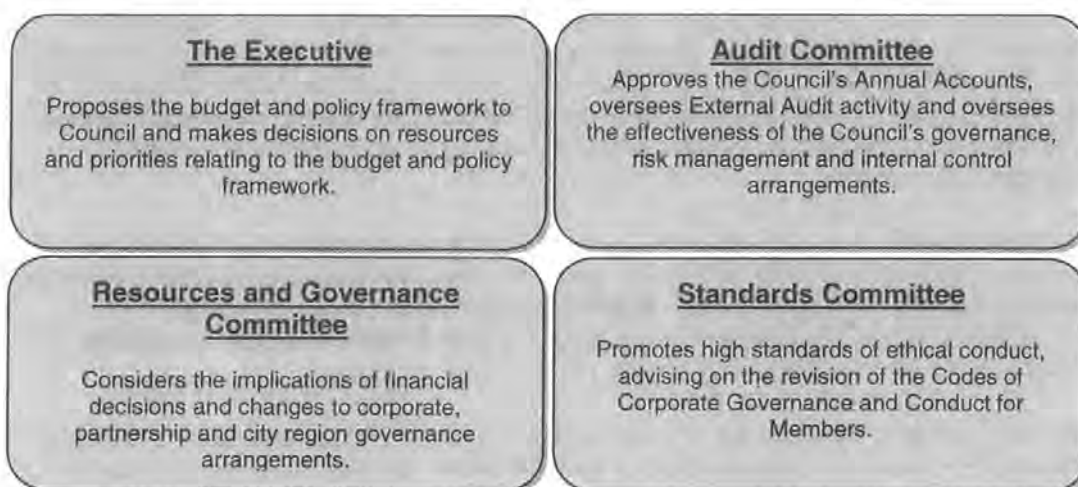 The Executive
Proposes the budget and policy framework to
Council and makes decisions on resources
and priorities relating to the budget and policy
framework.
Audit Committee
Approves the Council's Annual Accounts,
oversees External Audit activity and oversees
the effectiveness of the Council's governance,
risk management and internal control
arrangements.
Resources and Governance
Committee
Considers the implications of financial
decisions and changes to corporate,
partnership and city region governance
arrangements.
Standards Committee
Promotes high standards of ethical conduct,
advising on the revision of the Codes of
Corporate Governance and Conduct for
Members.